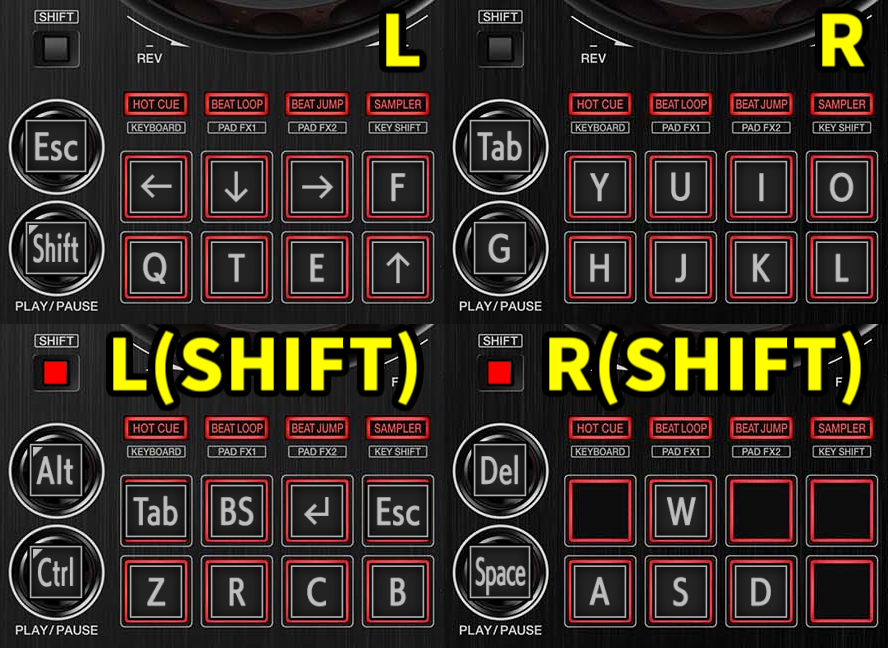 SHIFT
L
REV
HOT CUE BEAT LOOP BEAT JUMP SAMPLER
KEYBOARD PAD FX1 PAD FX2 KEY SHIFT
Esc
← ↓ → F
Shift
Q T E ↑
PLAY/PAUSE
SHIFT
R
REV
HOT CUE BEAT LOOP BEAT JUMP SAMPLER
KEYBOARD PAD FX1 PAD FX2 KEY SHIFT
Tab
Y U I O
G
H J K L
PLAY/PAUSE
SHIFT
L(SHIFT)
HOT CUE BEAT LOOP BEAT JUMP SAMPLER
KEYBOARD PAD FX1 PAD FX2 KEY SHIFT
Alt
Tab BS ↵ Esc
Ctrl
Z R C B
PLAY/PAUSE
SHIFT
R(SHIFT)
HOT CUE BEAT LOOP BEAT JUMP SAMPLER
KEYBOARD PAD FX1 PAD FX2 KEY SHIFT
Del
W
Space
A S D
PLAY/PAUSE